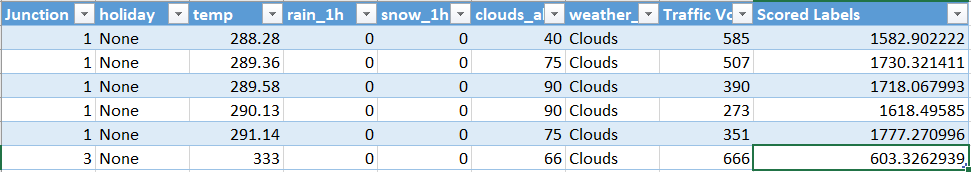 Junction holiday temp rain_1h snow_1h clouds_al weather_ Traffic Vo Scored Labels
1 None 288.28 0 0 40 Clouds 585 1582.902222
1 None 289.36 0 0 75 Clouds 507 1730.321411
1 None 289.58 0 0 90 Clouds 390 1718.067993
1 None 290.13 0 0 90 Clouds 273 1618.49585
1 None 291.14 0 0 75 Clouds 351 1777.270996
3 None 333 0 0 66 Clouds 666 603.3262939